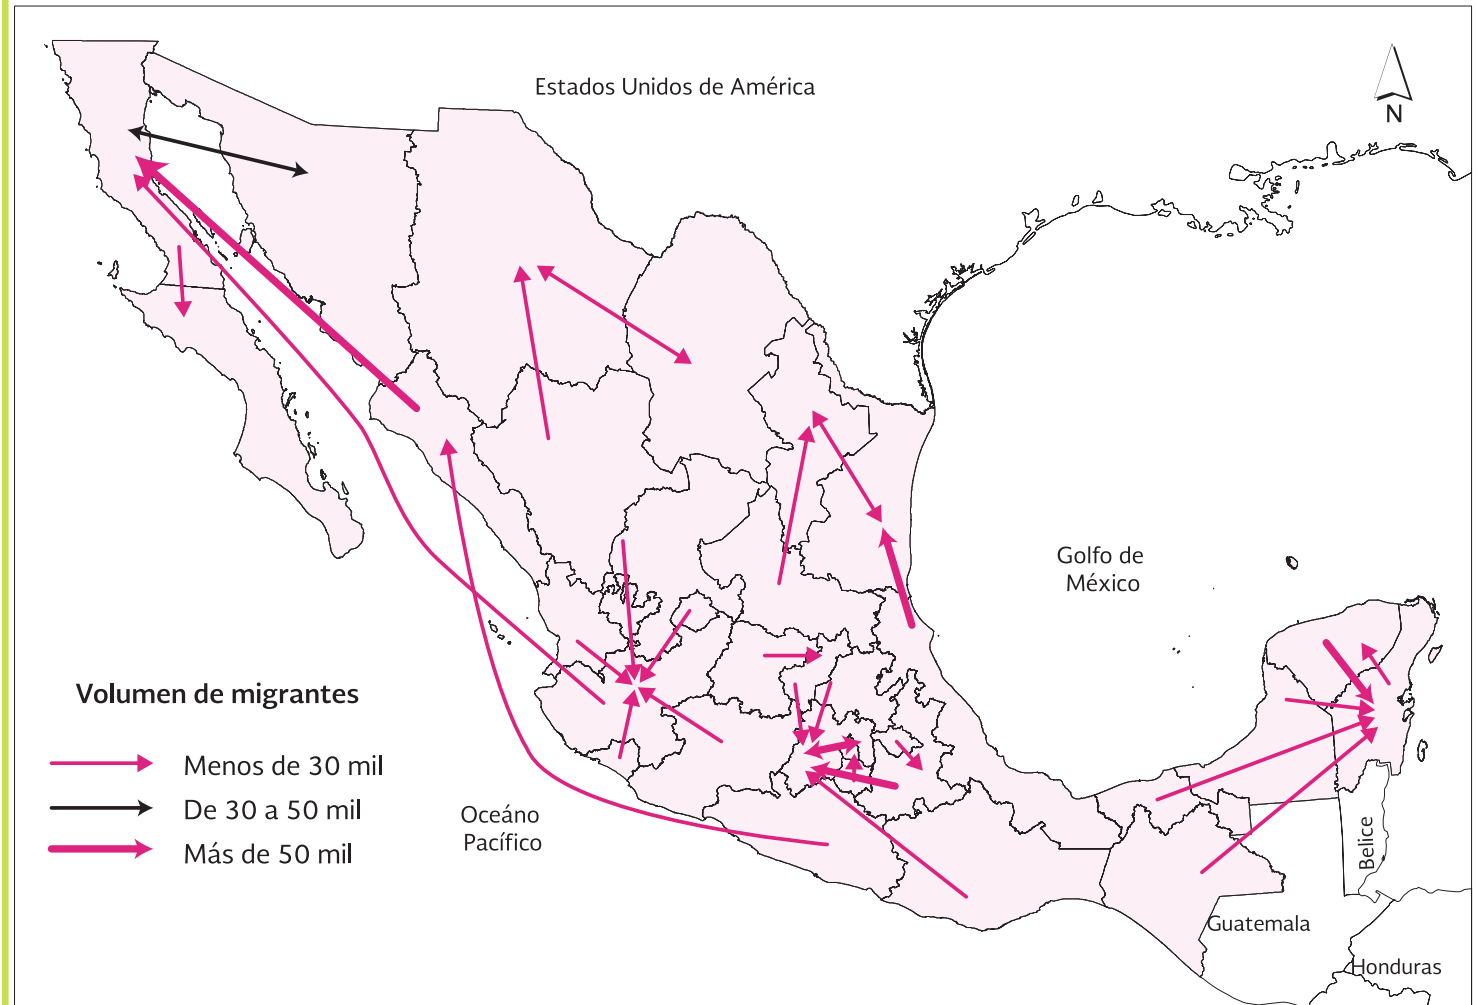 Estados Unidos de América
N
Golfo de
México
Volumen de migrantes
Menos de 30 mil
De 30 a 50 mil
Más de 50 mil
Oceáno
Pacífico
Belice
Guatemala
Honduras